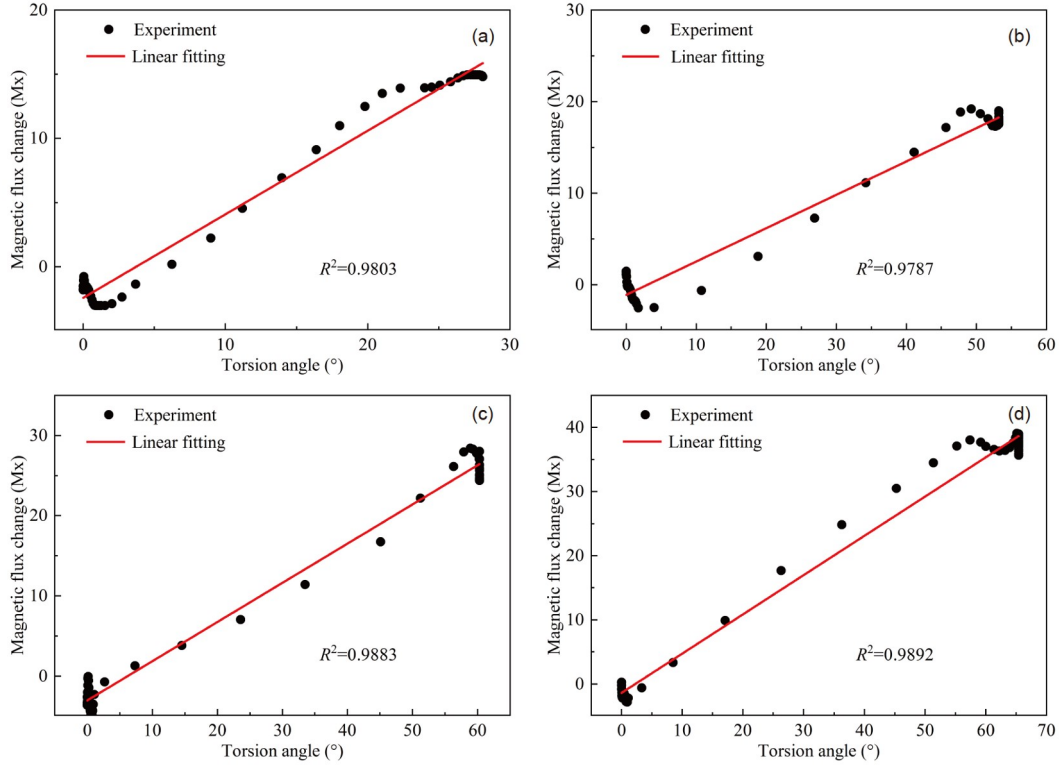 (a)
Experiment
Linear fitting
Magnetic flux change (Mx)
20
10
0
R²=0.9803
0 10 20 30
Torsion angle (°)
(b)
Experiment
Linear fitting
Magnetic flux change (Mx)
30
20
10
0
R²=0.9787
0 10 20 30 40 50 60
Torsion angle (°)
(c)
Experiment
Linear fitting
Magnetic flux change (Mx)
30
20
10
0
R²=0.9883
0 10 20 30 40 50 60
Torsion angle (°)
(d)
Experiment
Linear fitting
Magnetic flux change (Mx)
40
30
20
10
0
R²=0.9892
0 10 20 30 40 50 60 70
Torsion angle (°)